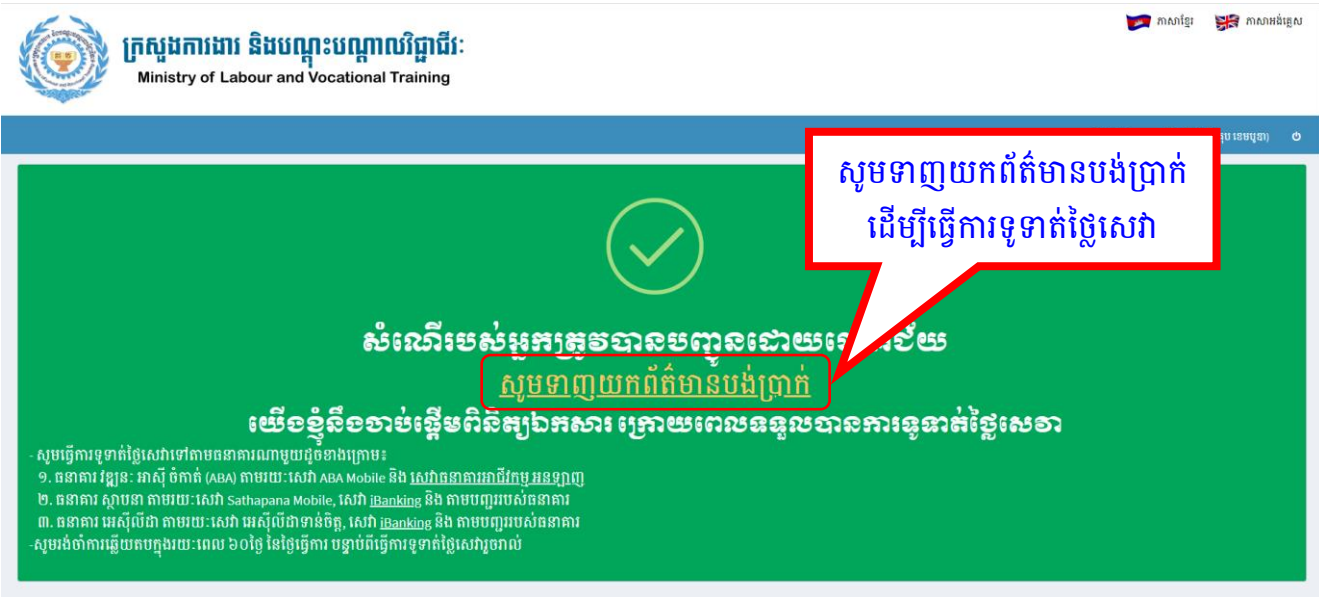 ក្រសួងការងារ និងបណ្តុះបណ្តាលវិជ្ជាជីវៈ
Ministry of Labour and Vocational Training
ភាសាខ្មែរ
ភាសាអង់គ្លេស
ខេមបូឌា)
សូមទាញយកព័ត៌មានបង់ប្រាក់
ដើម្បីធ្វើការទូទាត់ថ្លៃសេវា
សំណើរបស់អ្នកត្រូវបានបញ្ជូនដោយ
សូមទាញយកព័ត៌មានបង់ប្រាក់
យើងខ្ញុំនឹងចាប់ផ្តើមពិនិត្យឯកសារ ក្រោយពេលទទួលបានការទូទាត់ថ្លៃសេវា
- សូមធ្វើការទូទាត់ថ្លៃសេវាទៅតាមធនាគារណាមួយដូចខាងក្រោម៖
១. ធនាគារ វឌ្ឍនៈ អាស៊ី ចំកាត់ (ABA) តាមរយៈសេវា ABA Mobile និង សេវាធនាគារអាជីវកម្ម អនឡាញ
២. ធនាគារ ស្ថាបនា តាមរយៈសេវា Sathapana Mobile, សេវា iBanking និង តាមបញ្ជររបស់ធនាគារ
៣. ធនាគារ អេស៊ីលីដា តាមរយៈសេវា អេស៊ីលីដាទាន់ចិត្ត, សេវា iBanking និង តាមបញ្ជររបស់ធនាគារ
-សូមរង់ចាំការឆ្លើយតបក្នុងរយៈពេល ៦០ថ្ងៃ នៃថ្ងៃធ្វើការ បន្ទាប់ពីធ្វើការទូទាត់ថ្លៃសេវារួចរាល់